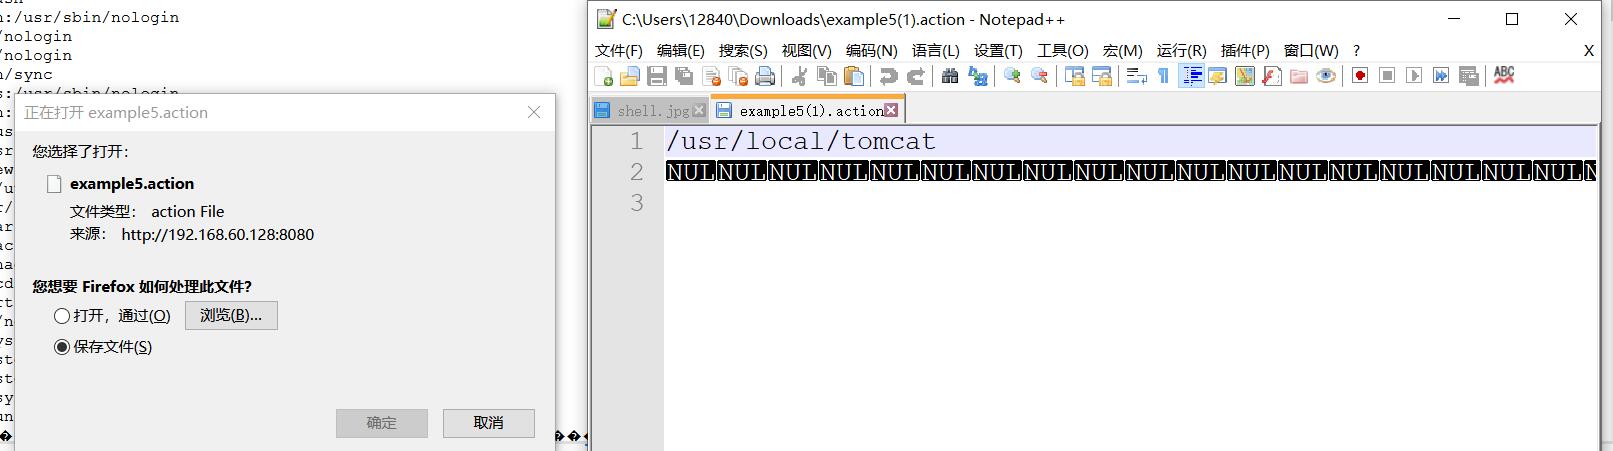 n:/usr/sbin/nologin
/nologin
/nologin
n/sync
s:/usr/sbin/nologin
正在打开 example5.action
您选择了打开：
example5.action
文件类型： action File
来源： http://192.168.60.128:8080
您想要 Firefox 如何处理此文件？
打开，通过(O) 浏览(B)...
保存文件(S)
确定 取消
C:\Users\12840\Downloads\example5(1).action - Notepad++
文件(F) 编辑(E) 搜索(S) 视图(V) 编码(N) 语言(L) 设置(T) 工具(O) 宏(M) 运行(R) 插件(P) 窗口(W) ? X
ABC
shell.jpg example5(1).action
1 /usr/local/tomcat
2 NULNULNULNULNULNULNULNULNULNULNULNULNULNULNULNULNULNUL
3